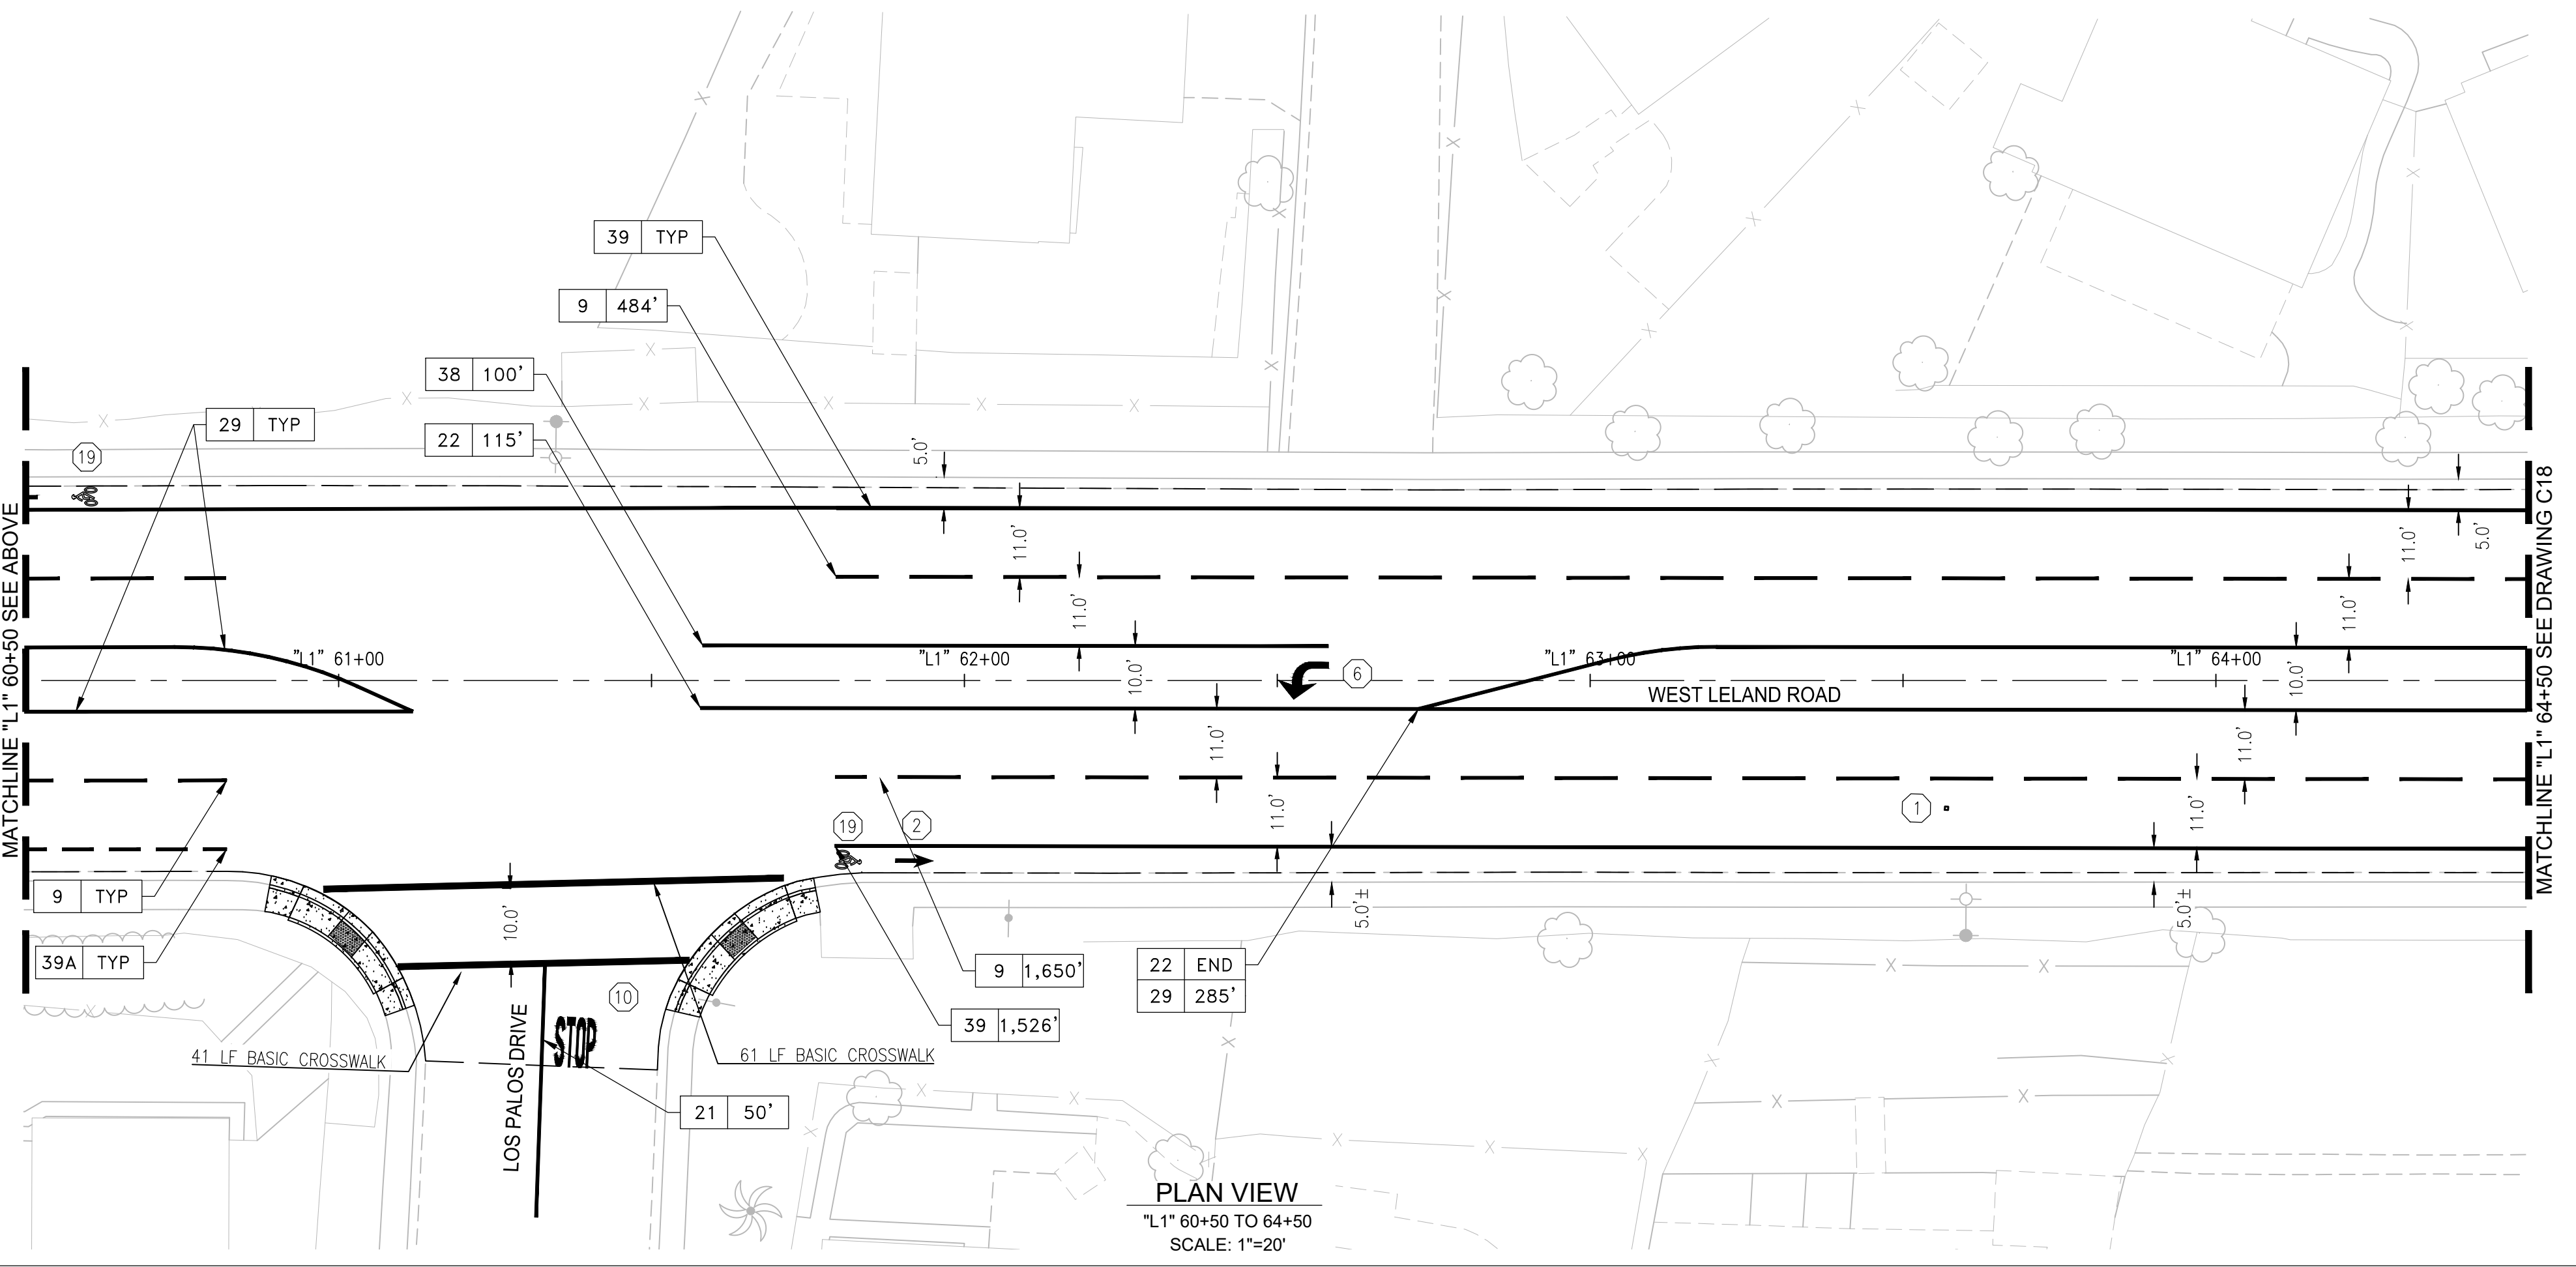 39 TYP
9 484'
38 100'
29 TYP
22 115'
19
5.0'
11.0'
11.0'
5.0'
11.0'
11.0'
"L1" 61+00
"L1" 62+00
"L1" 63+00
"L1" 64+00
10.0'
6
10.0'
WEST LELAND ROAD
11.0'
11.0'
MATCHLINE "L1" 60+50 SEE ABOVE
MATCHLINE "L1" 64+50 SEE DRAWING C18
11.0'
11.0'
1
19
2
9 TYP
10.0'
5.0'±
5.0'±
39A TYP
9 1,650'
22 END
29 285'
10
39 1,526'
STOP
LOS PALOS DRIVE
41 LF BASIC CROSSWALK
61 LF BASIC CROSSWALK
21 50'
PLAN VIEW
"L1" 60+50 TO 64+50
SCALE: 1"=20'